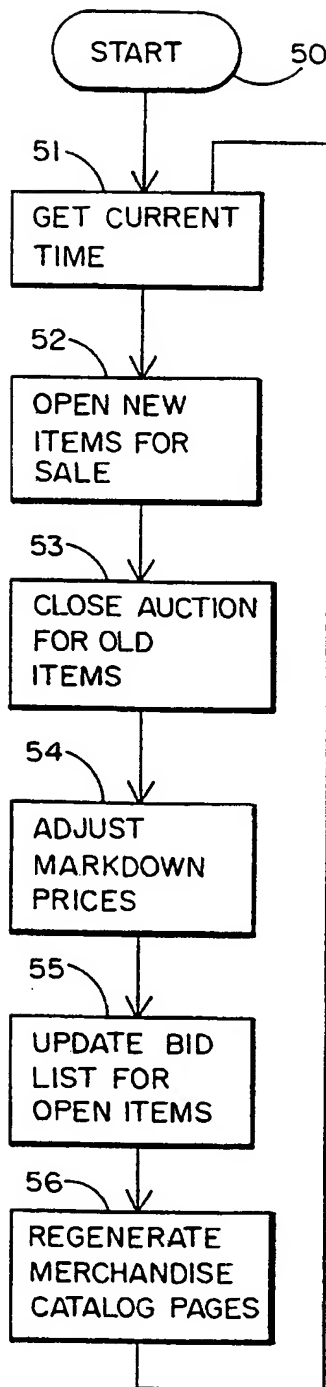 START
50
51
GET CURRENT
TIME
52
OPEN NEW
ITEMS FOR
SALE
53
CLOSE AUCTION
FOR OLD
ITEMS
54
ADJUST
MARKDOWN
PRICES
55
UPDATE BID
LIST FOR
OPEN ITEMS
56
REGENERATE
MERCHANDISE
CATALOG PAGES